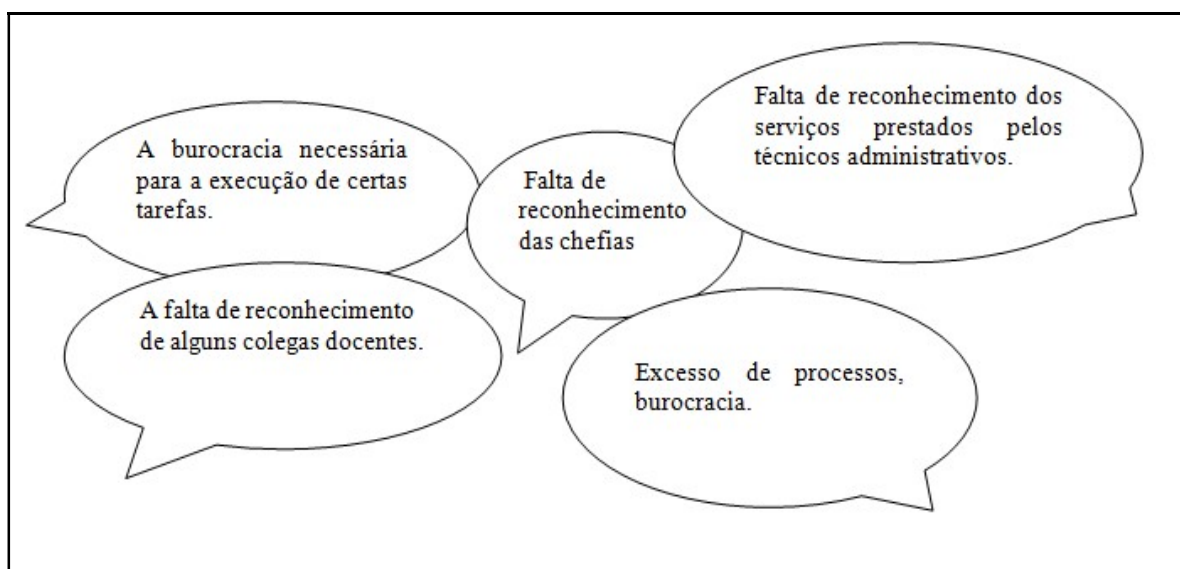 A burocracia necessária
para a execução de certas
tarefas.
Falta de
reconhecimento
das chefias
Falta de reconhecimento dos
serviços prestados pelos
técnicos administrativos.
A falta de reconhecimento
de alguns colegas docentes.
Excesso de processos,
burocracia.